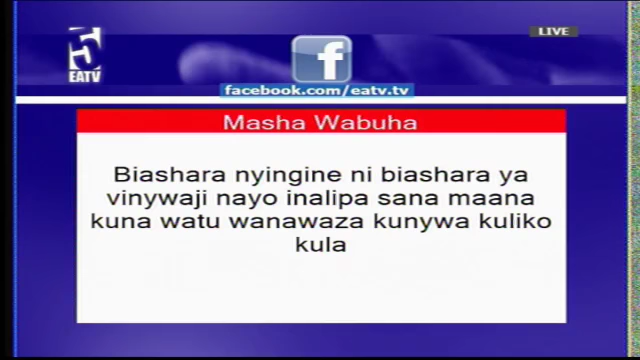 LIVE
5
EATV
f
facebook.com/eatv.tv
Masha Wabuha
Biashara nyingine ni biashara ya
vinywaji nayo inalipa sana maana
kuna watu wanawaza kunywa kuliko
kula